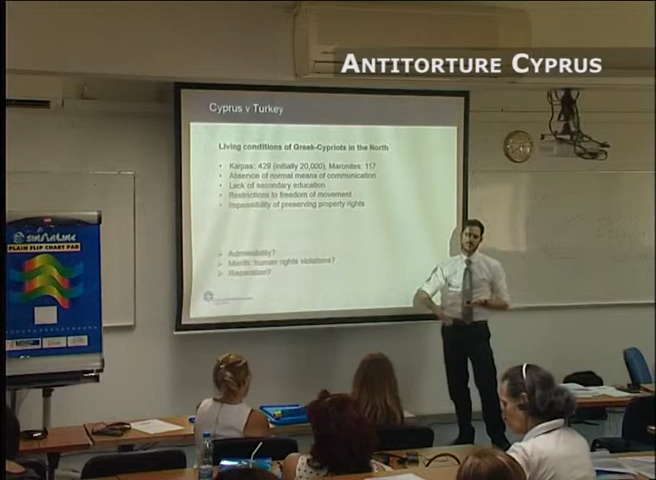 ANTITORTURE CYPRUS
Cyprus v Turkey
Living conditions of Greek-Cypriots in the North
• Karpas: 429 (initially 20,000), Maronites: 117
• Absence of normal means of communication
• Lack of secondary education
• Restrictions to freedom of movement
• Impossibility of preserving property rights
➢ Admissibility?
➢ Merits: human rights violations?
➢ Reparation?
SINARLINE
PLAIN FLIP CHART PAD